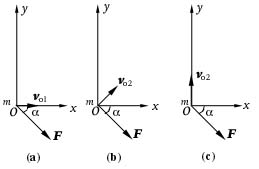 y y y
v₀₁ v₀₂ v₀₂
m x m x m x
O α O α O α
F F F
(a) (b) (c)